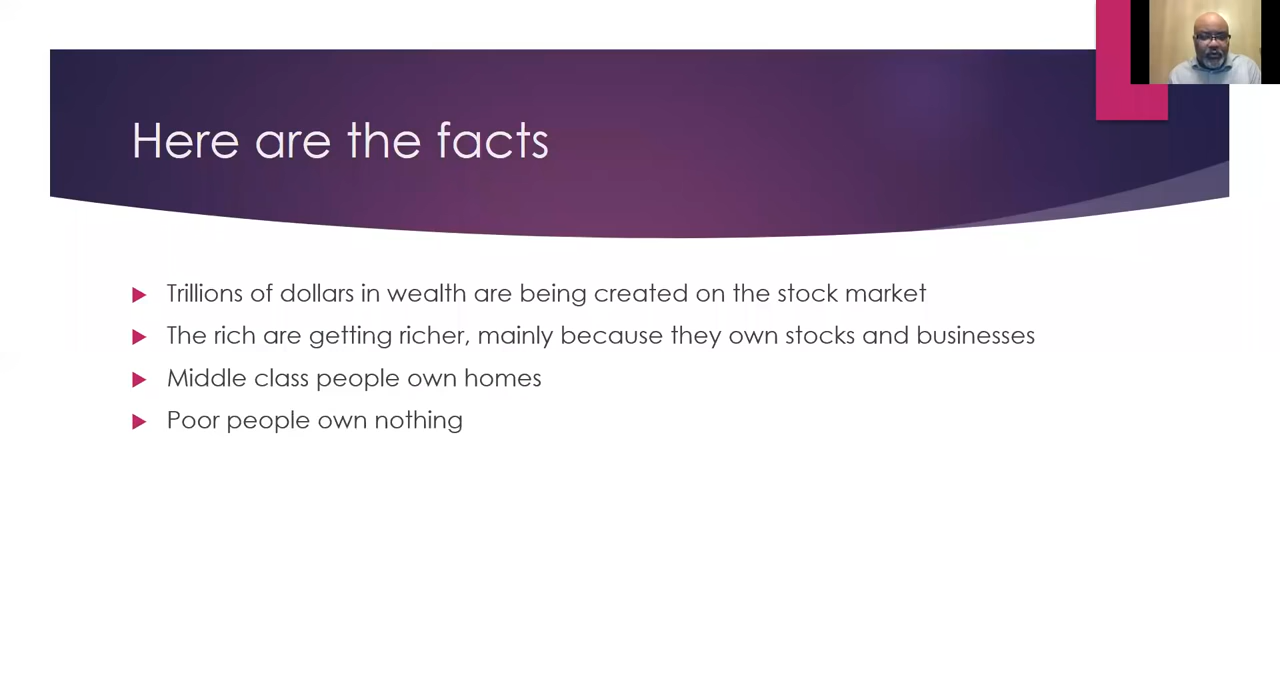 Here are the facts
Trillions of dollars in wealth are being created on the stock market
The rich are getting richer, mainly because they own stocks and businesses
Middle class people own homes
Poor people own nothing